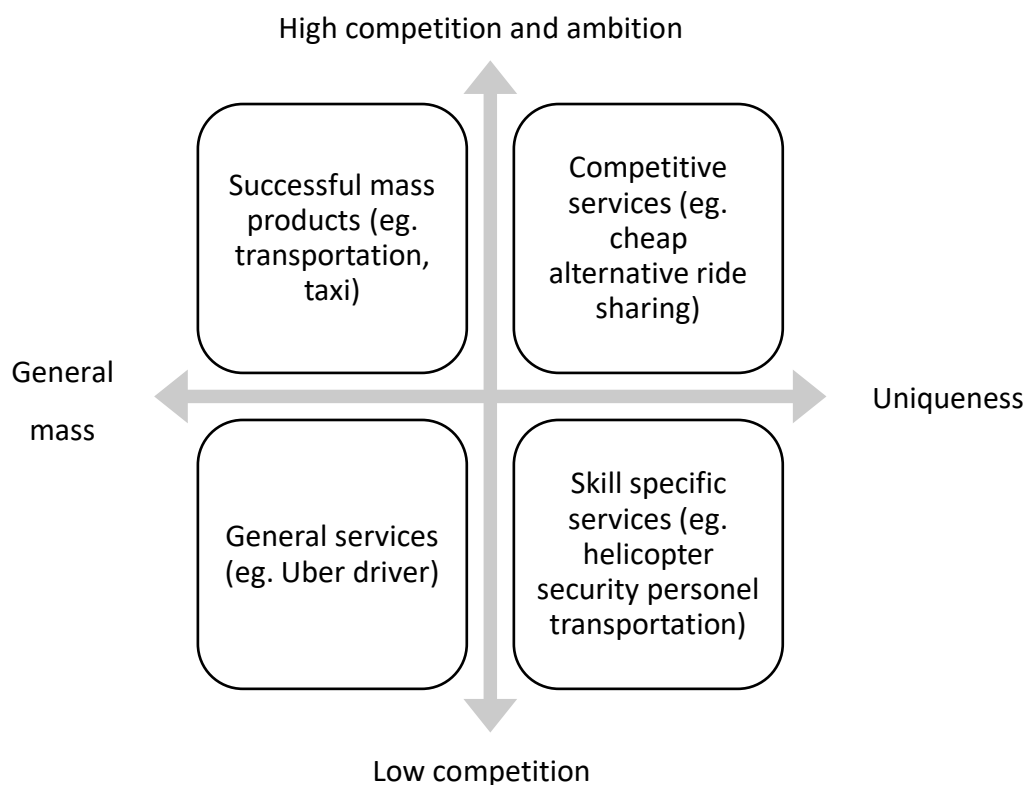 High competition and ambition
Successful mass
products (eg.
transportation,
taxi)
Competitive
services (eg.
cheap
alternative ride
sharing)
General
mass
Uniqueness
General services
(eg. Uber driver)
Skill specific
services (eg.
helicopter
security personel
transportation)
Low competition